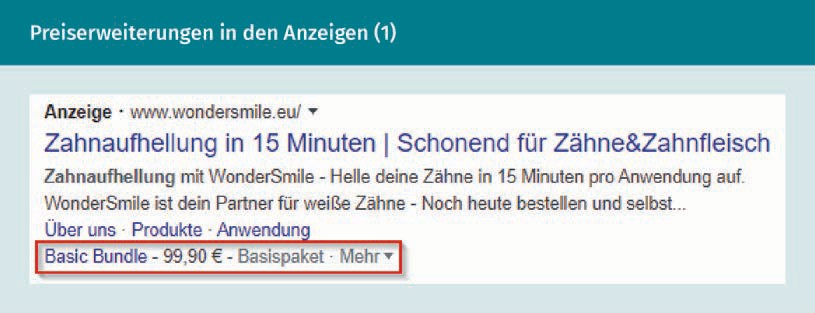 Preiserweiterungen in den Anzeigen (1)
Anzeige · www.wondersmile.eu/ ▼
Zahnaufhellung in 15 Minuten | Schonend für Zähne&Zahnfleisch
Zahnaufhellung mit WonderSmile - Helle deine Zähne in 15 Minuten pro Anwendung auf.
WonderSmile ist dein Partner für weiße Zähne - Noch heute bestellen und selbst...
Über uns · Produkte · Anwendung
Basic Bundle - 99,90 € - Basispaket · Mehr ▼